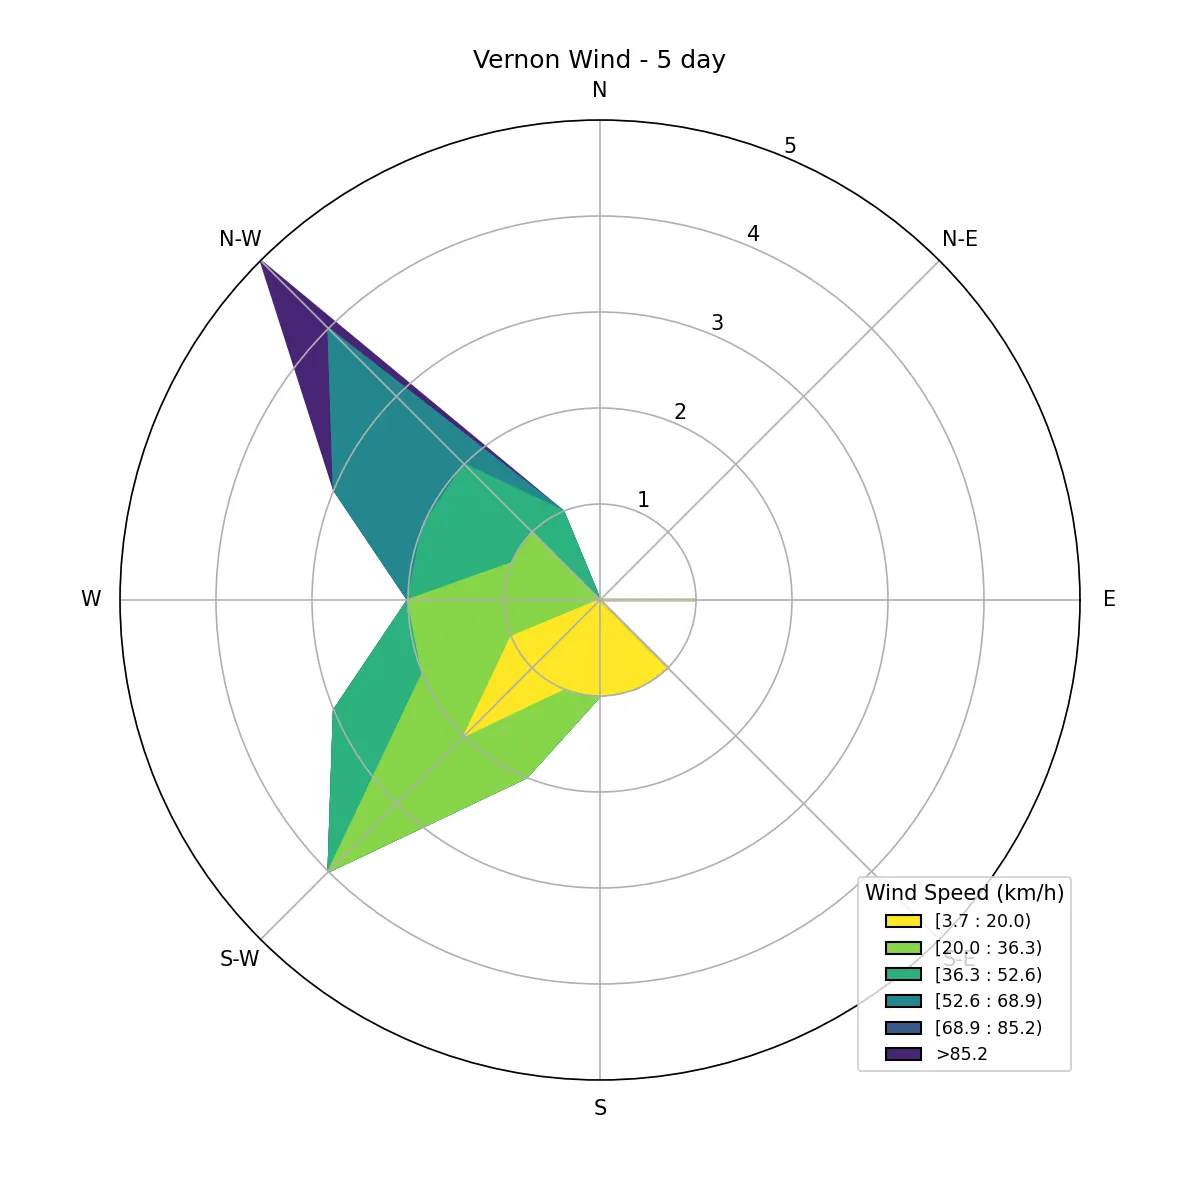 Vernon Wind - 5 day
N
5
N-W
4
N-E
3
2
1
W
E
S-W
S-E
S
Wind Speed (km/h)
[3.7 : 20.0)
[20.0 : 36.3)
[36.3 : 52.6)
[52.6 : 68.9)
[68.9 : 85.2)
>85.2